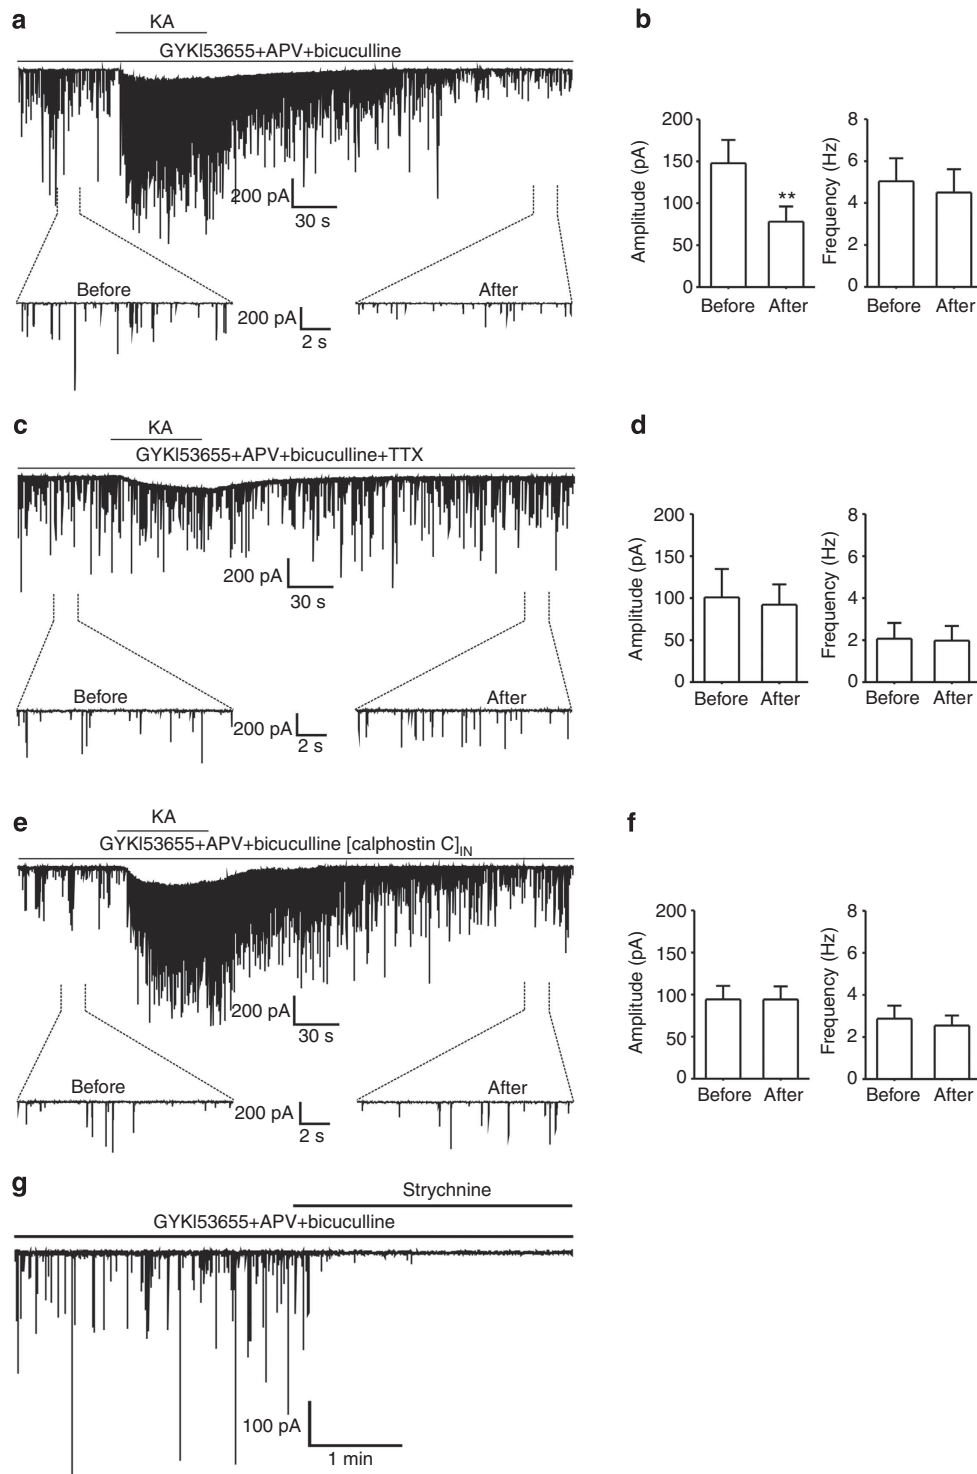 a
KA
GYKI53655+APV+bicuculline
200 pA
30 s
Before
After
200 pA
2 s
b
Amplitude (pA)
200
150
100
50
0
**
Before After
Frequency (Hz)
8
6
4
2
0
Before After
c
KA
GYKI53655+APV+bicuculline+TTX
200 pA
30 s
Before
After
200 pA
2 s
d
Amplitude (pA)
200
150
100
50
0
Before After
Frequency (Hz)
8
6
4
2
0
Before After
e
KA
GYKI53655+APV+bicuculline [calphostin C]IN
200 pA
30 s
Before
After
200 pA
2 s
f
Amplitude (pA)
200
150
100
50
0
Before After
Frequency (Hz)
8
6
4
2
0
Before After
g
Strychnine
GYKI53655+APV+bicuculline
100 pA
1 min